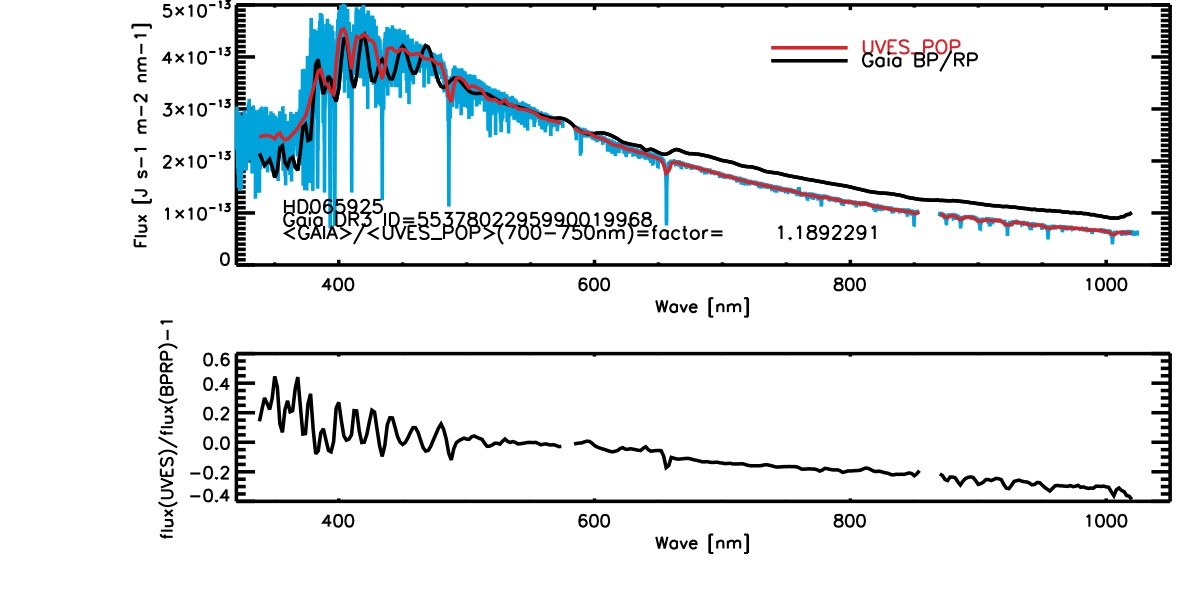 5×10−13
4×10−13
3×10−13
2×10−13
1×10−13
0
Flux [J s−1 m−2 nm−1]
UVES_POP
Gaia BP/RP
HD065925
Gaia DR3 ID=5537802295990019968
<GAIA>/<UVES_POP>(700−750nm)=factor= 1.1892291
400 600 800 1000
Wave [nm]
0.6
0.4
0.2
0.0
−0.2
−0.4
flux(UVES)/flux(BPRP)−1
400 600 800 1000
Wave [nm]